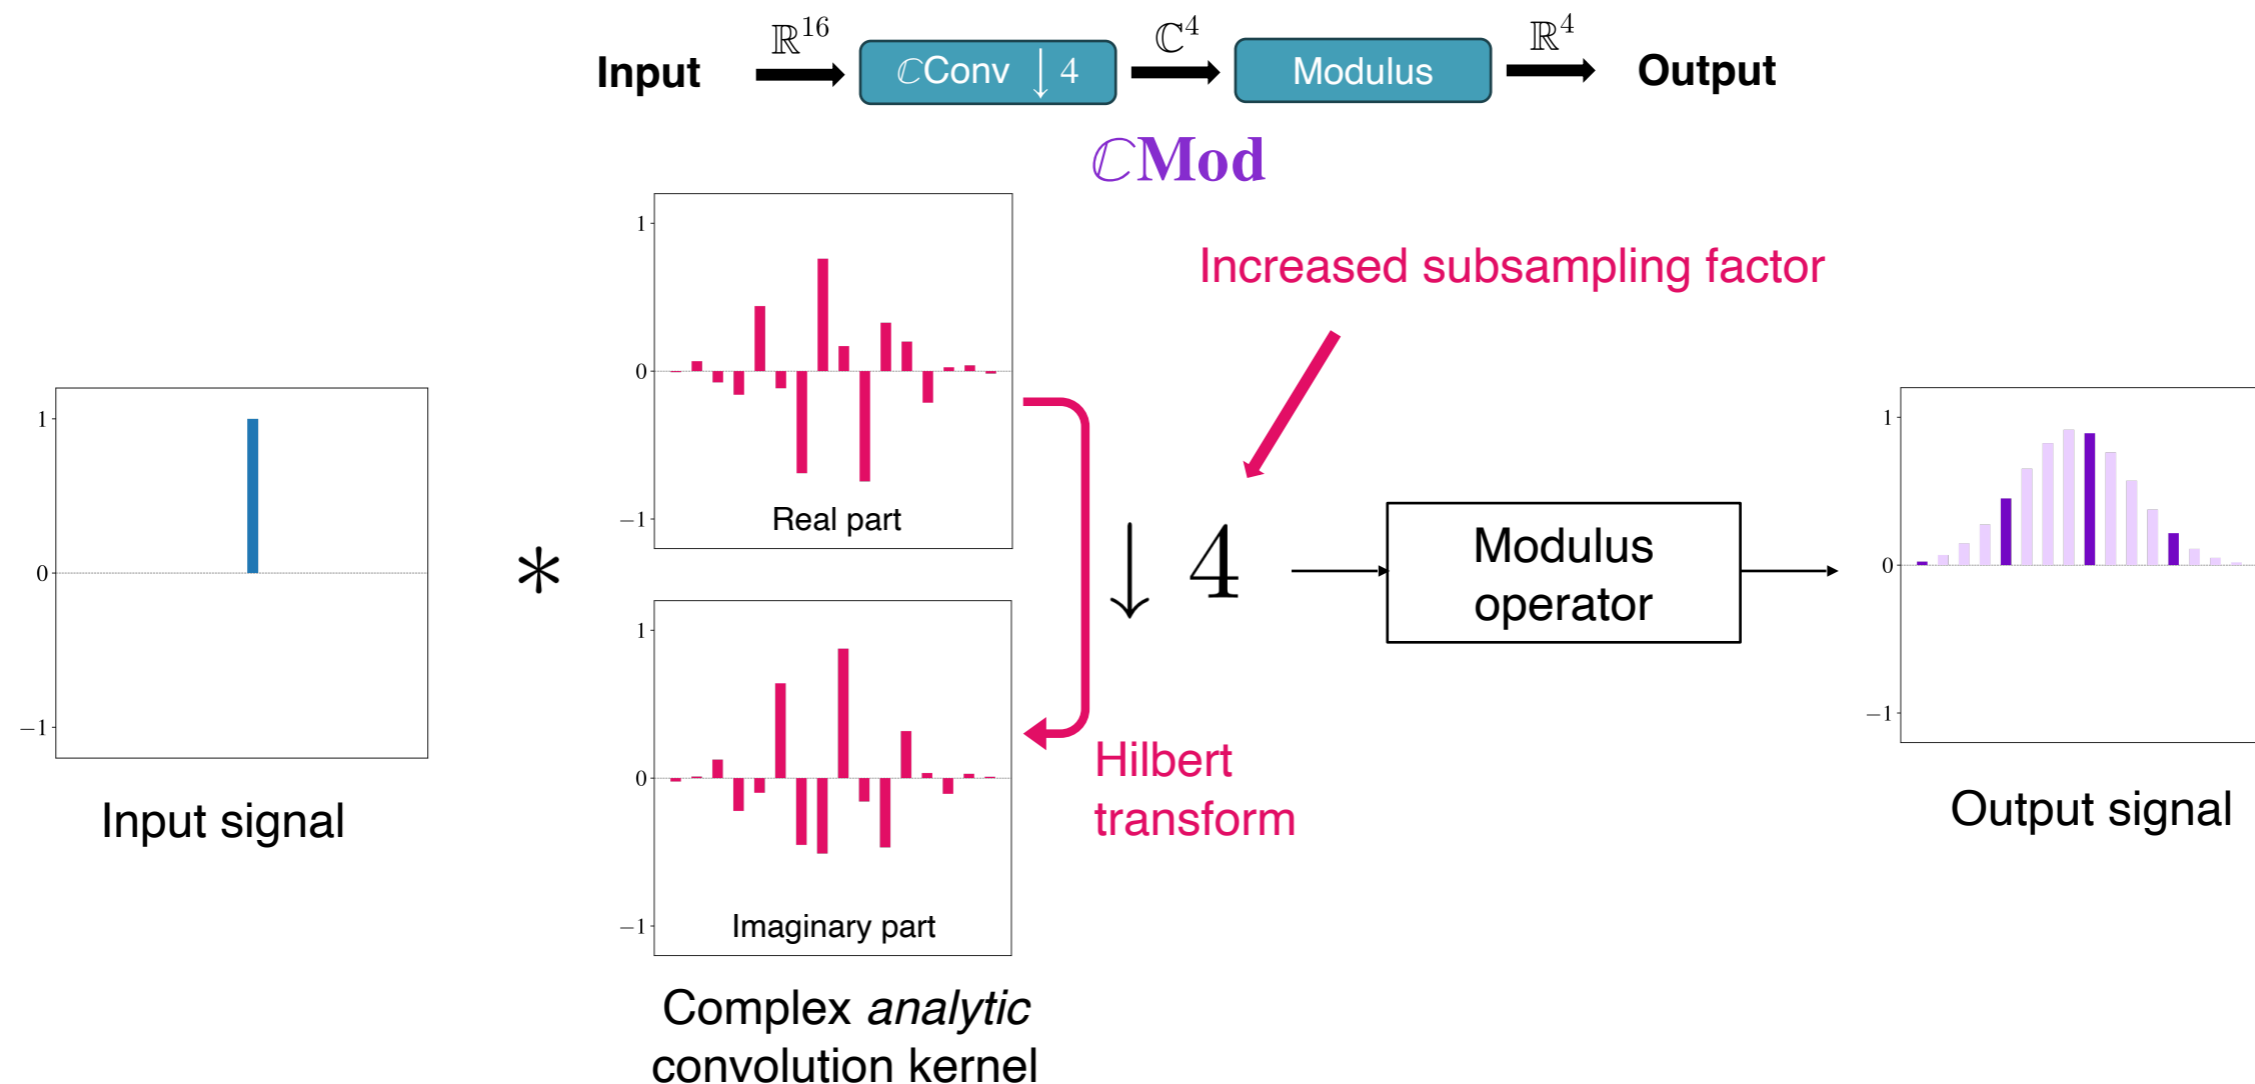 Input ℝ¹⁶ ℂConv ↓ 4 ℂ⁴ Modulus ℝ⁴ Output
ℂMod
Increased subsampling factor
1
0
−1
Real part
1
0
−1
Input signal
∗
1
0
−1
Imaginary part
Complex analytic
convolution kernel
Hilbert
transform
↓ 4
Modulus
operator
1
0
−1
Output signal